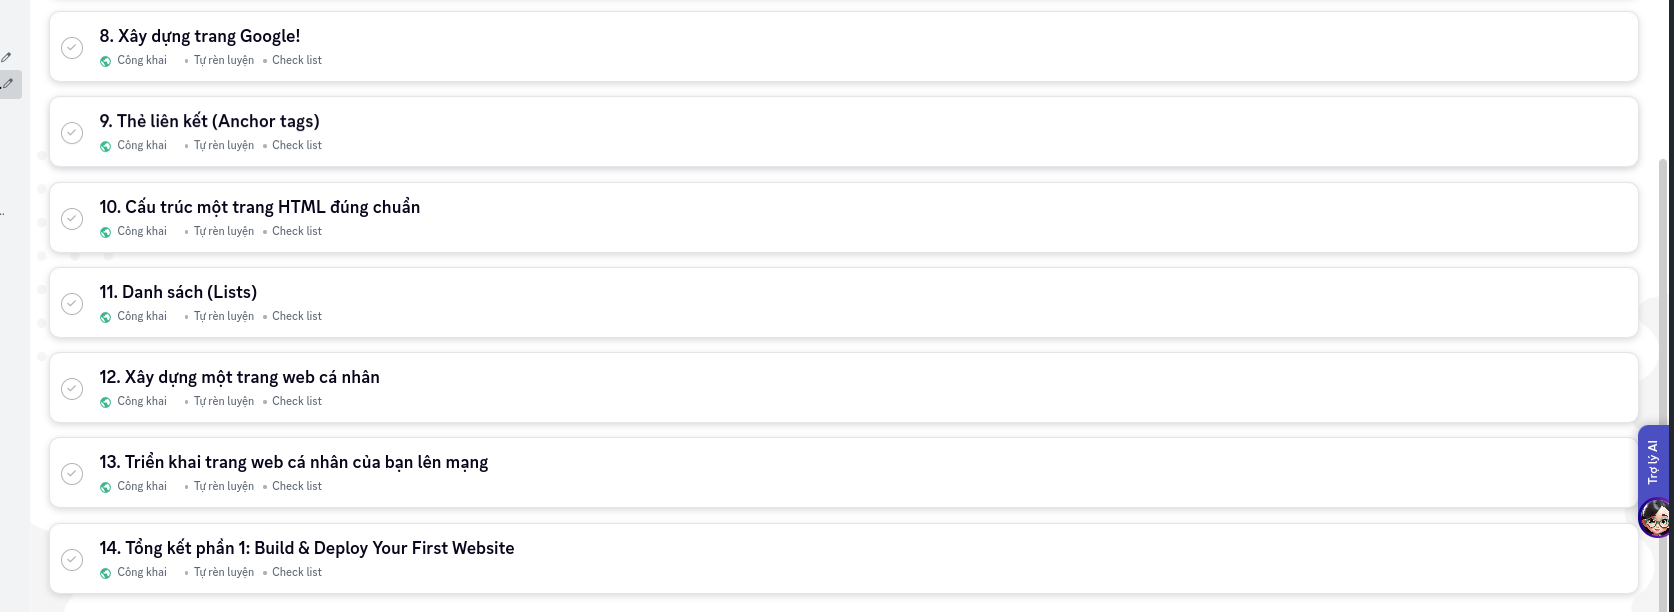 8. Xây dựng trang Google!
Công khai • Tự rèn luyện • Check list
9. Thẻ liên kết (Anchor tags)
Công khai • Tự rèn luyện • Check list
10. Cấu trúc một trang HTML đúng chuẩn
Công khai • Tự rèn luyện • Check list
11. Danh sách (Lists)
Công khai • Tự rèn luyện • Check list
12. Xây dựng một trang web cá nhân
Công khai • Tự rèn luyện • Check list
13. Triển khai trang web cá nhân của bạn lên mạng
Công khai • Tự rèn luyện • Check list
Trợ lý AI
14. Tổng kết phần 1: Build & Deploy Your First Website
Công khai • Tự rèn luyện • Check list